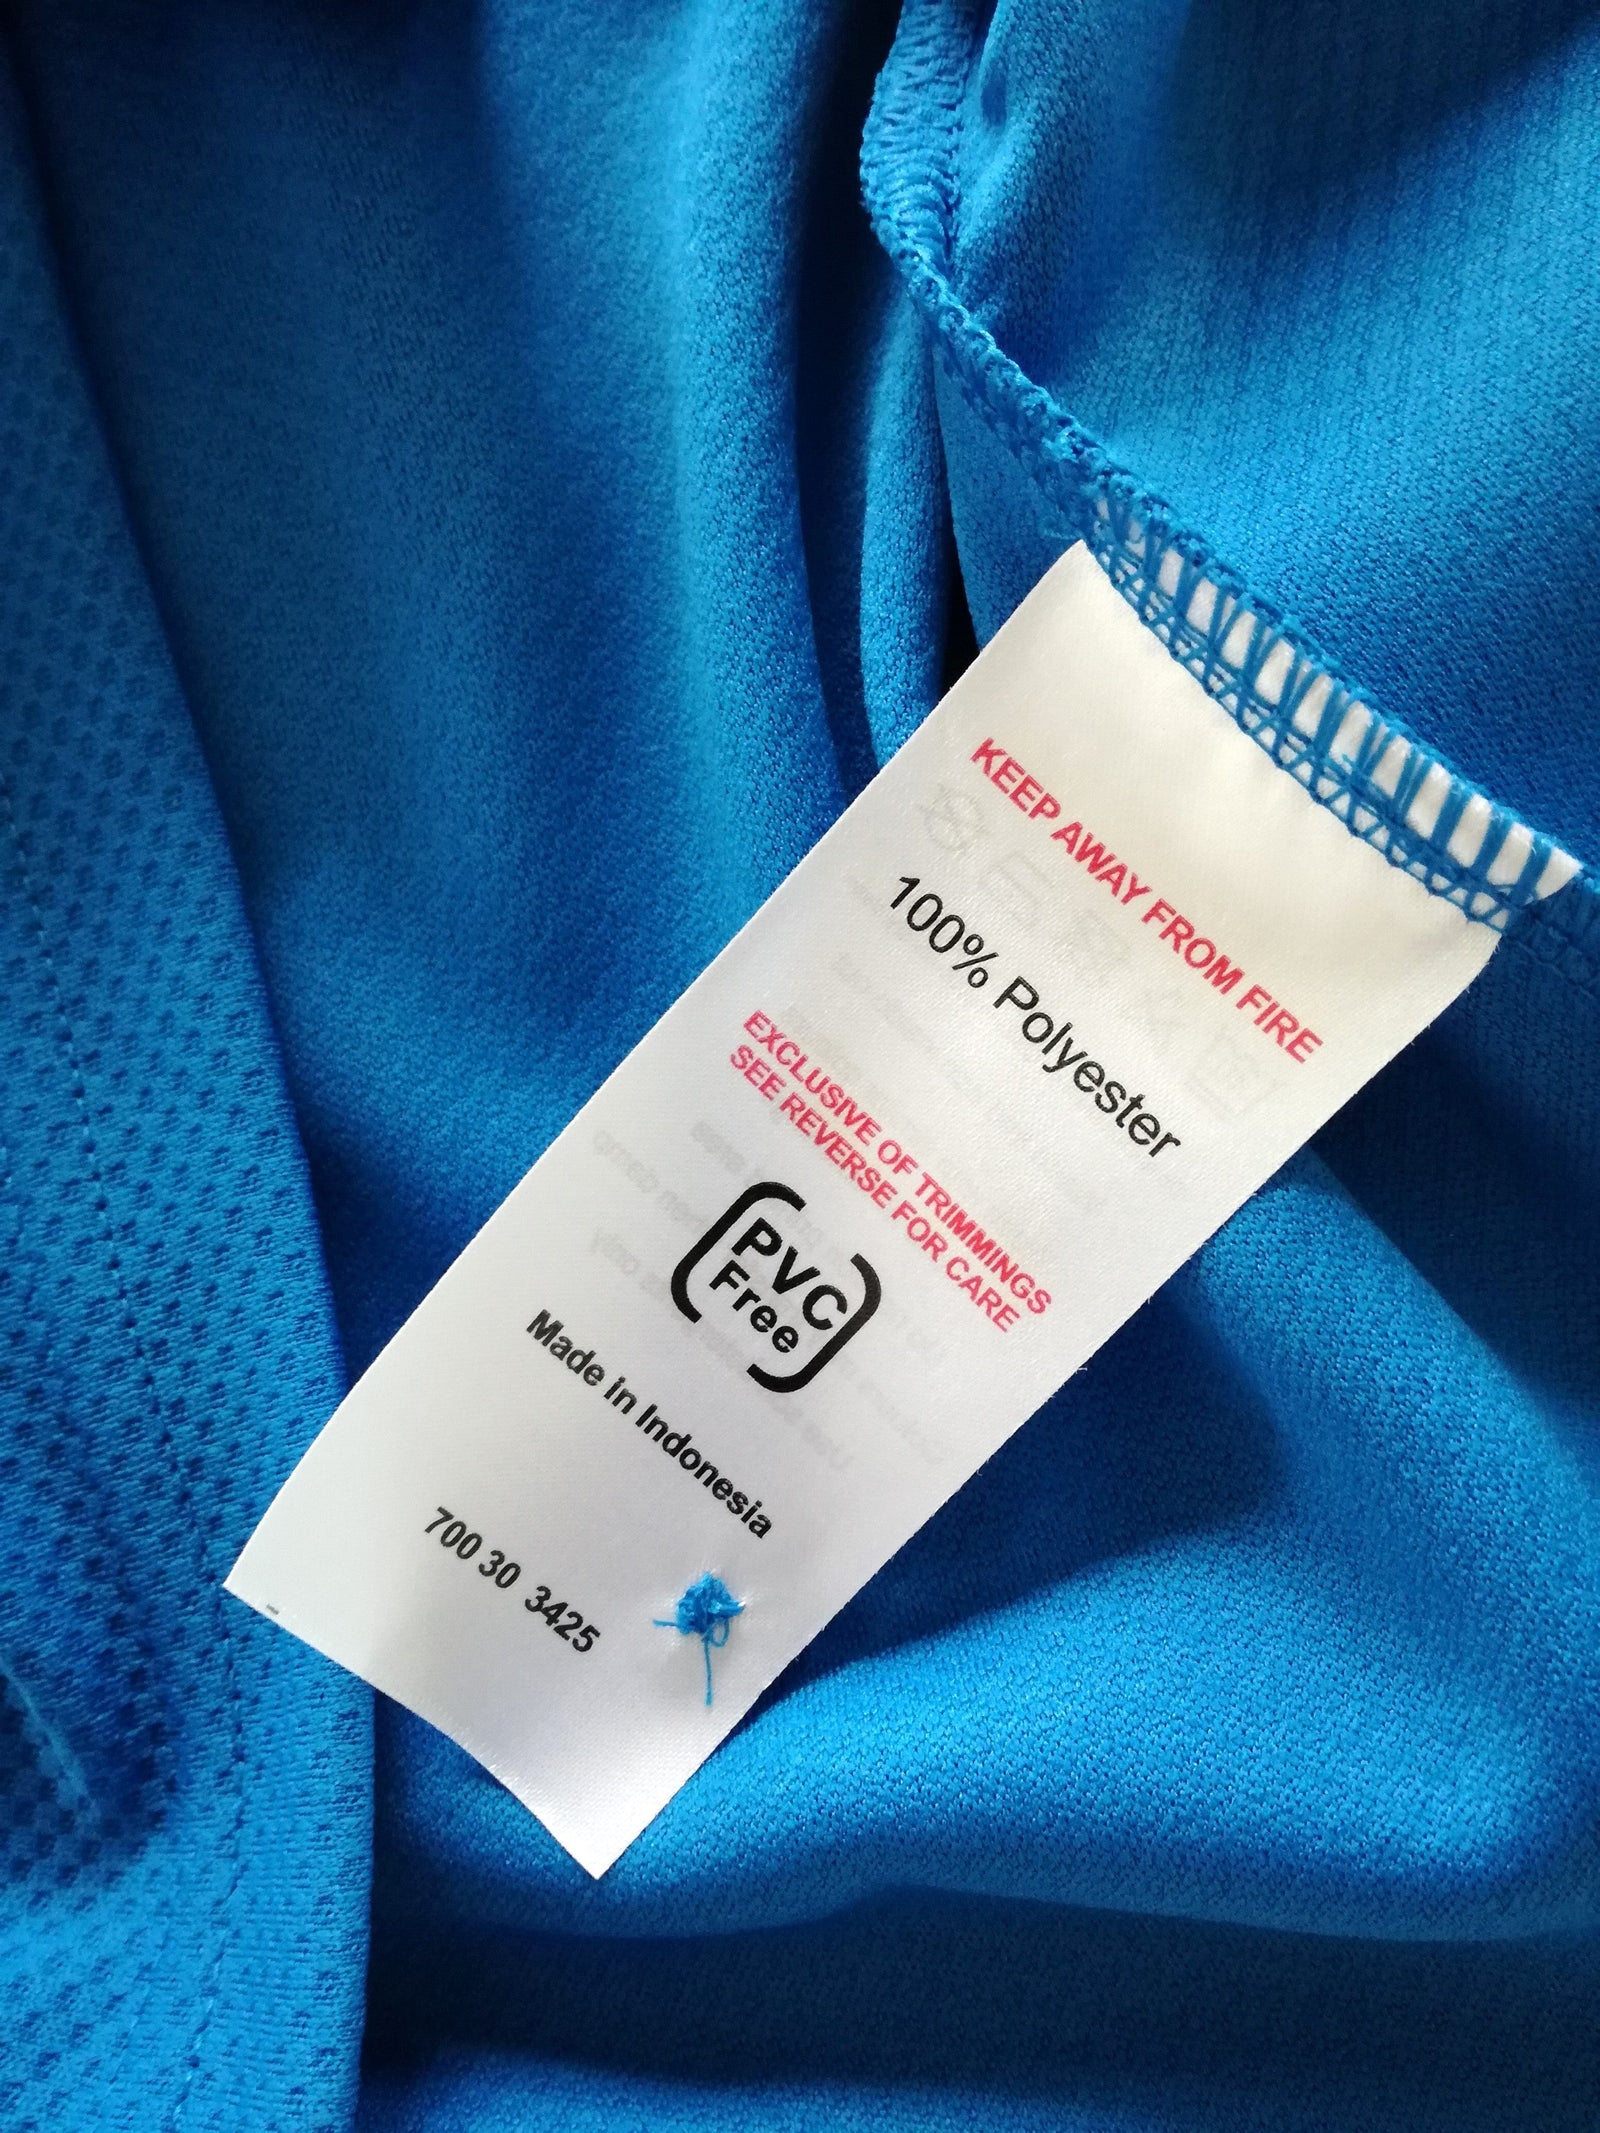 KEEP AWAY FROM FIRE
100% Polyester
EXCLUSIVE OF TRIMMINGS
SEE REVERSE FOR CARE
PVC
Free
Made in Indonesia
700 30 3425